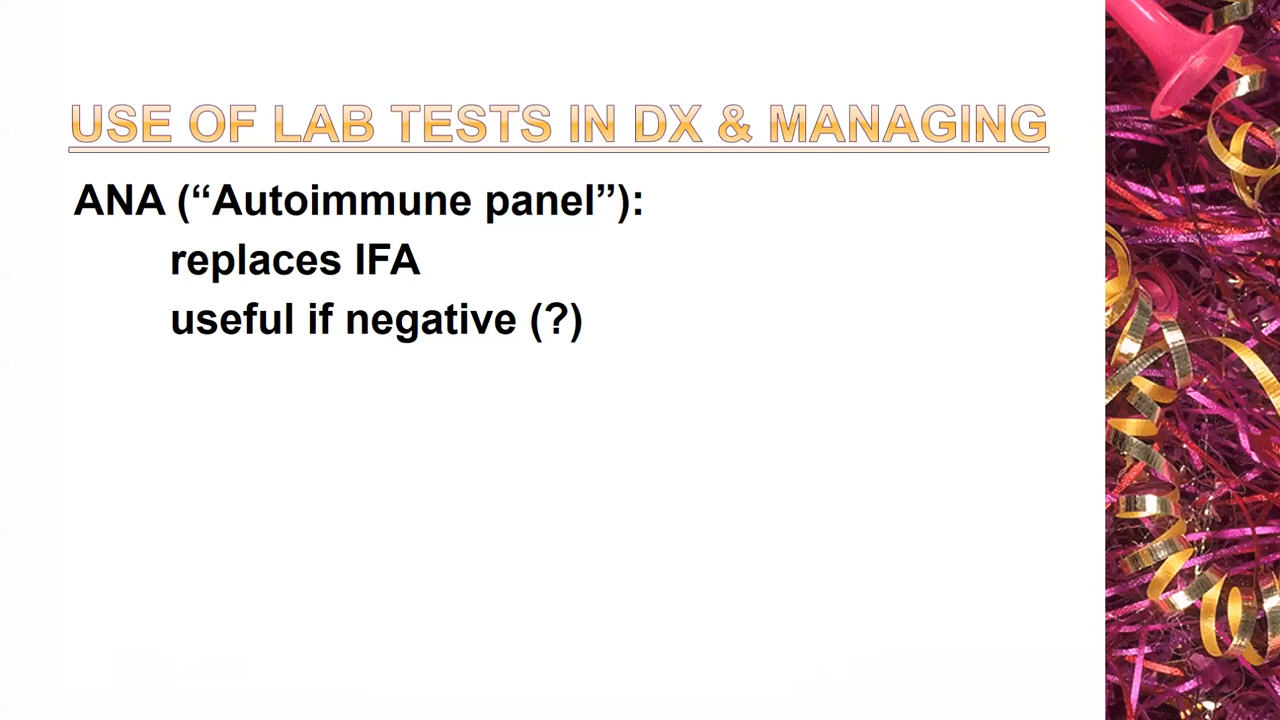 USE OF LAB TESTS IN DX & MANAGING
ANA (“Autoimmune panel”):
replaces IFA
useful if negative (?)